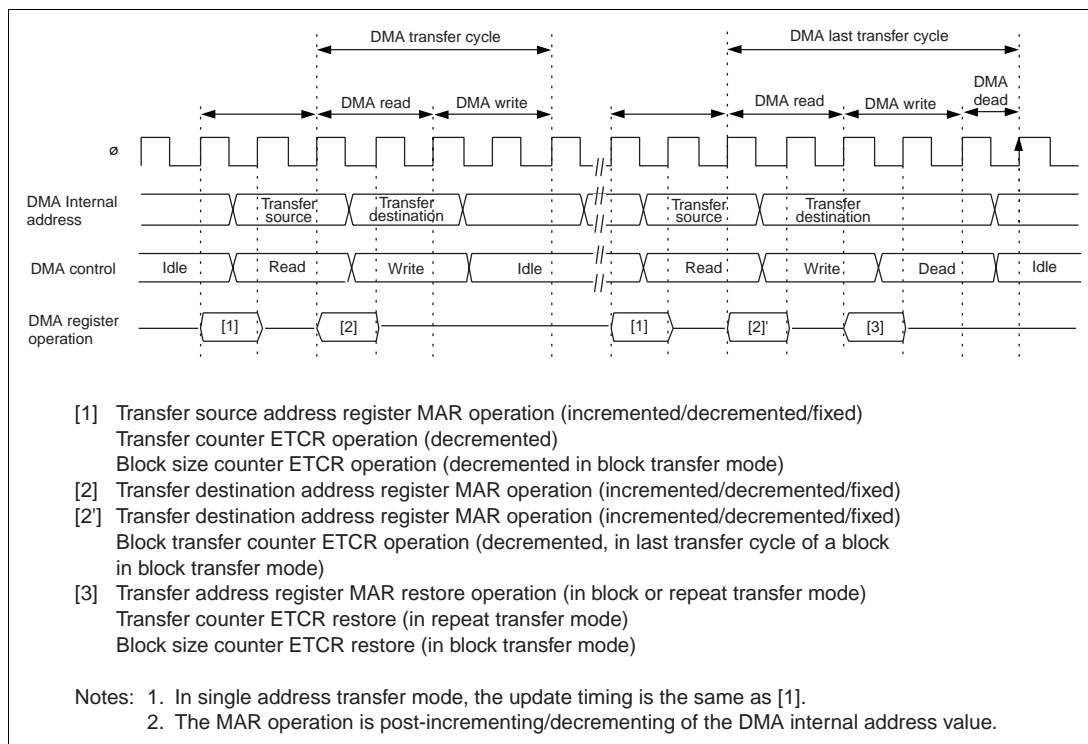 DMA transfer cycle
DMA last transfer cycle
DMA read
DMA write
DMA read
DMA write
DMA
dead
ø
DMA Internal
address
Transfer
source
Transfer
destination
Transfer
source
Transfer
destination
DMA control
Idle
Read
Write
Idle
Read
Write
Dead
Idle
DMA register
operation
[1]
[2]
[1]
[2]'
[3]
[1] Transfer source address register MAR operation (incremented/decremented/fixed)
Transfer counter ETCR operation (decremented)
Block size counter ETCR operation (decremented in block transfer mode)
[2] Transfer destination address register MAR operation (incremented/decremented/fixed)
[2'] Transfer destination address register MAR operation (incremented/decremented/fixed)
Block transfer counter ETCR operation (decremented, in last transfer cycle of a block
in block transfer mode)
[3] Transfer address register MAR restore operation (in block or repeat transfer mode)
Transfer counter ETCR restore (in repeat transfer mode)
Block size counter ETCR restore (in block transfer mode)
Notes: 1. In single address transfer mode, the update timing is the same as [1].
2. The MAR operation is post-incrementing/decrementing of the DMA internal address value.